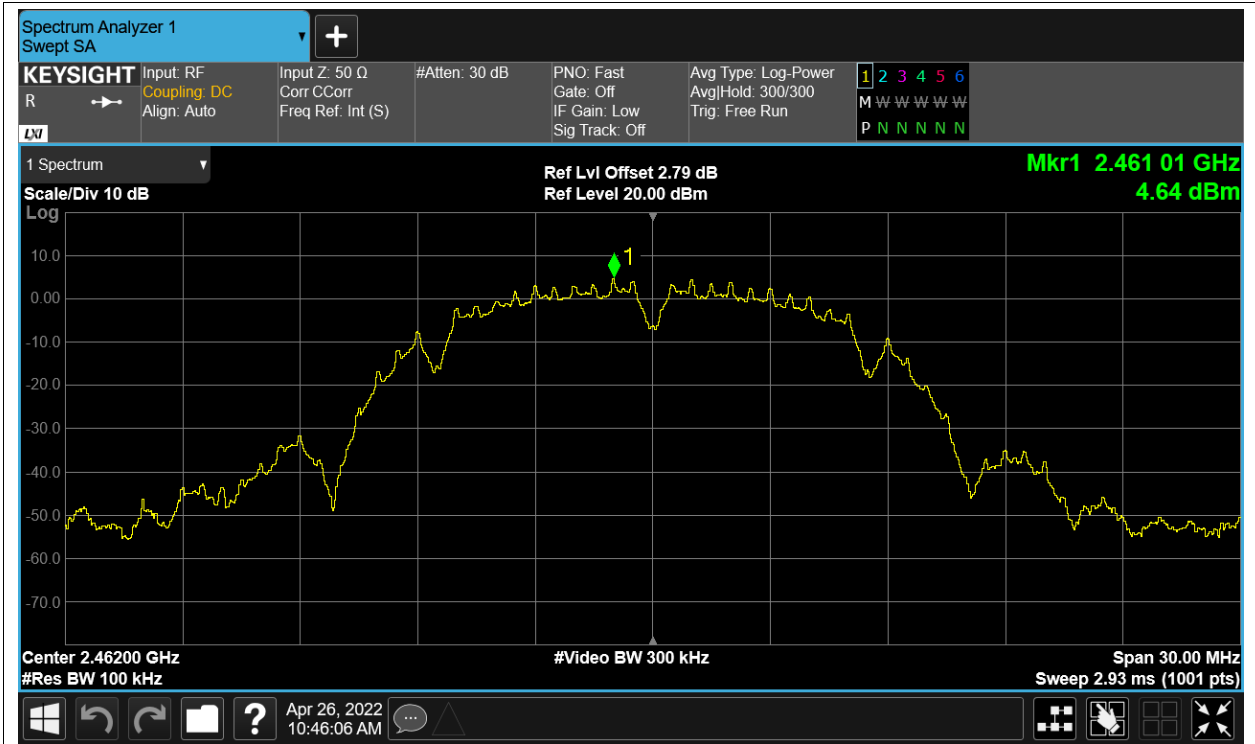 Spectrum Analyzer 1
Swept SA
+
KEYSIGHT
R
LXI
Input: RF
Coupling: DC
Align: Auto
Input Z: 50 Ω
Corr CCorr
Freq Ref: Int (S)
#Atten: 30 dB
PNO: Fast
Gate: Off
IF Gain: Low
Sig Track: Off
Avg Type: Log-Power
Avg|Hold: 300/300
Trig: Free Run
1 2 3 4 5 6
M W W W W W
P N N N N N
1 Spectrum
Scale/Div 10 dB
Log
Ref Lvl Offset 2.79 dB
Ref Level 20.00 dBm
Mkr1 2.461 01 GHz
4.64 dBm
1
10.0
0.00
-10.0
-20.0
-30.0
-40.0
-50.0
-60.0
-70.0
Center 2.46200 GHz
#Res BW 100 kHz
#Video BW 300 kHz
Span 30.00 MHz
Sweep 2.93 ms (1001 pts)
?
Apr 26, 2022
10:46:06 AM